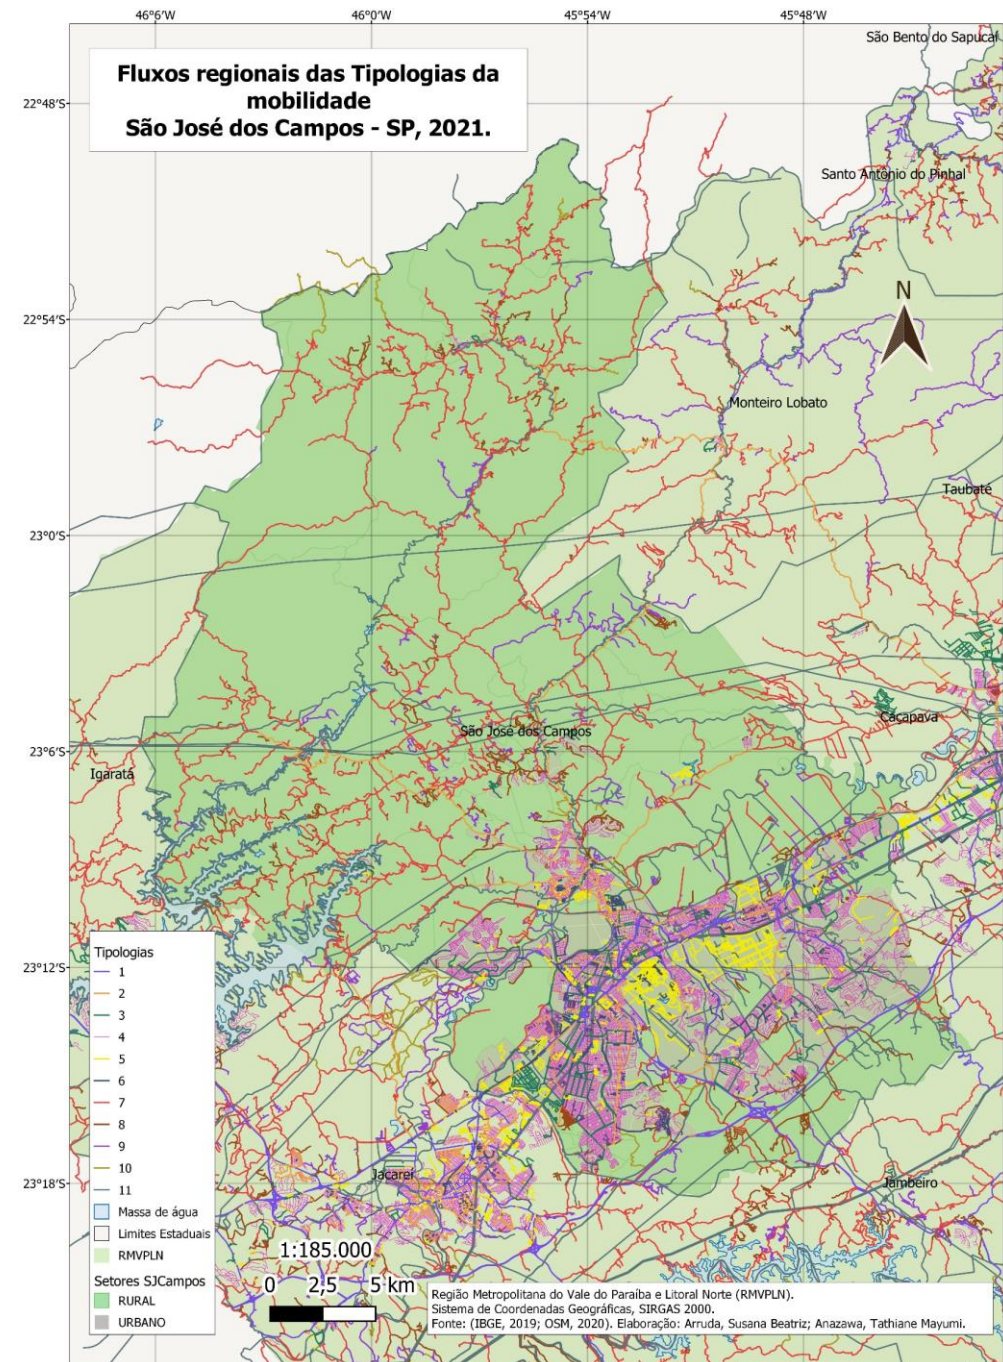 46°6'W 46°0'W 45°54'W 45°48'W
São Bento do Sapucaí
Fluxos regionais das Tipologias da
mobilidade
São José dos Campos - SP, 2021.
22°48'S
Santo Antônio do Pinhal
N
22°54'S
Monteiro Lobato
Taubaté
23°0'S
Caçapava
São José dos Campos
23°6'S
Igaratá
23°12'S
Tipologias
1
2
3
4
5
6
7
8
9
10
11
Massa de água
Limites Estaduais
RMVPLN
Setores SJCampos
RURAL
URBANO
Jacareí
23°18'S
Jambeiro
1:185.000
0 2,5 5 km
Região Metropolitana do Vale do Paraíba e Litoral Norte (RMVPLN).
Sistema de Coordenadas Geográficas, SIRGAS 2000.
Fonte: (IBGE, 2019; OSM, 2020). Elaboração: Arruda, Susana Beatriz; Anazawa, Tathiane Mayumi.